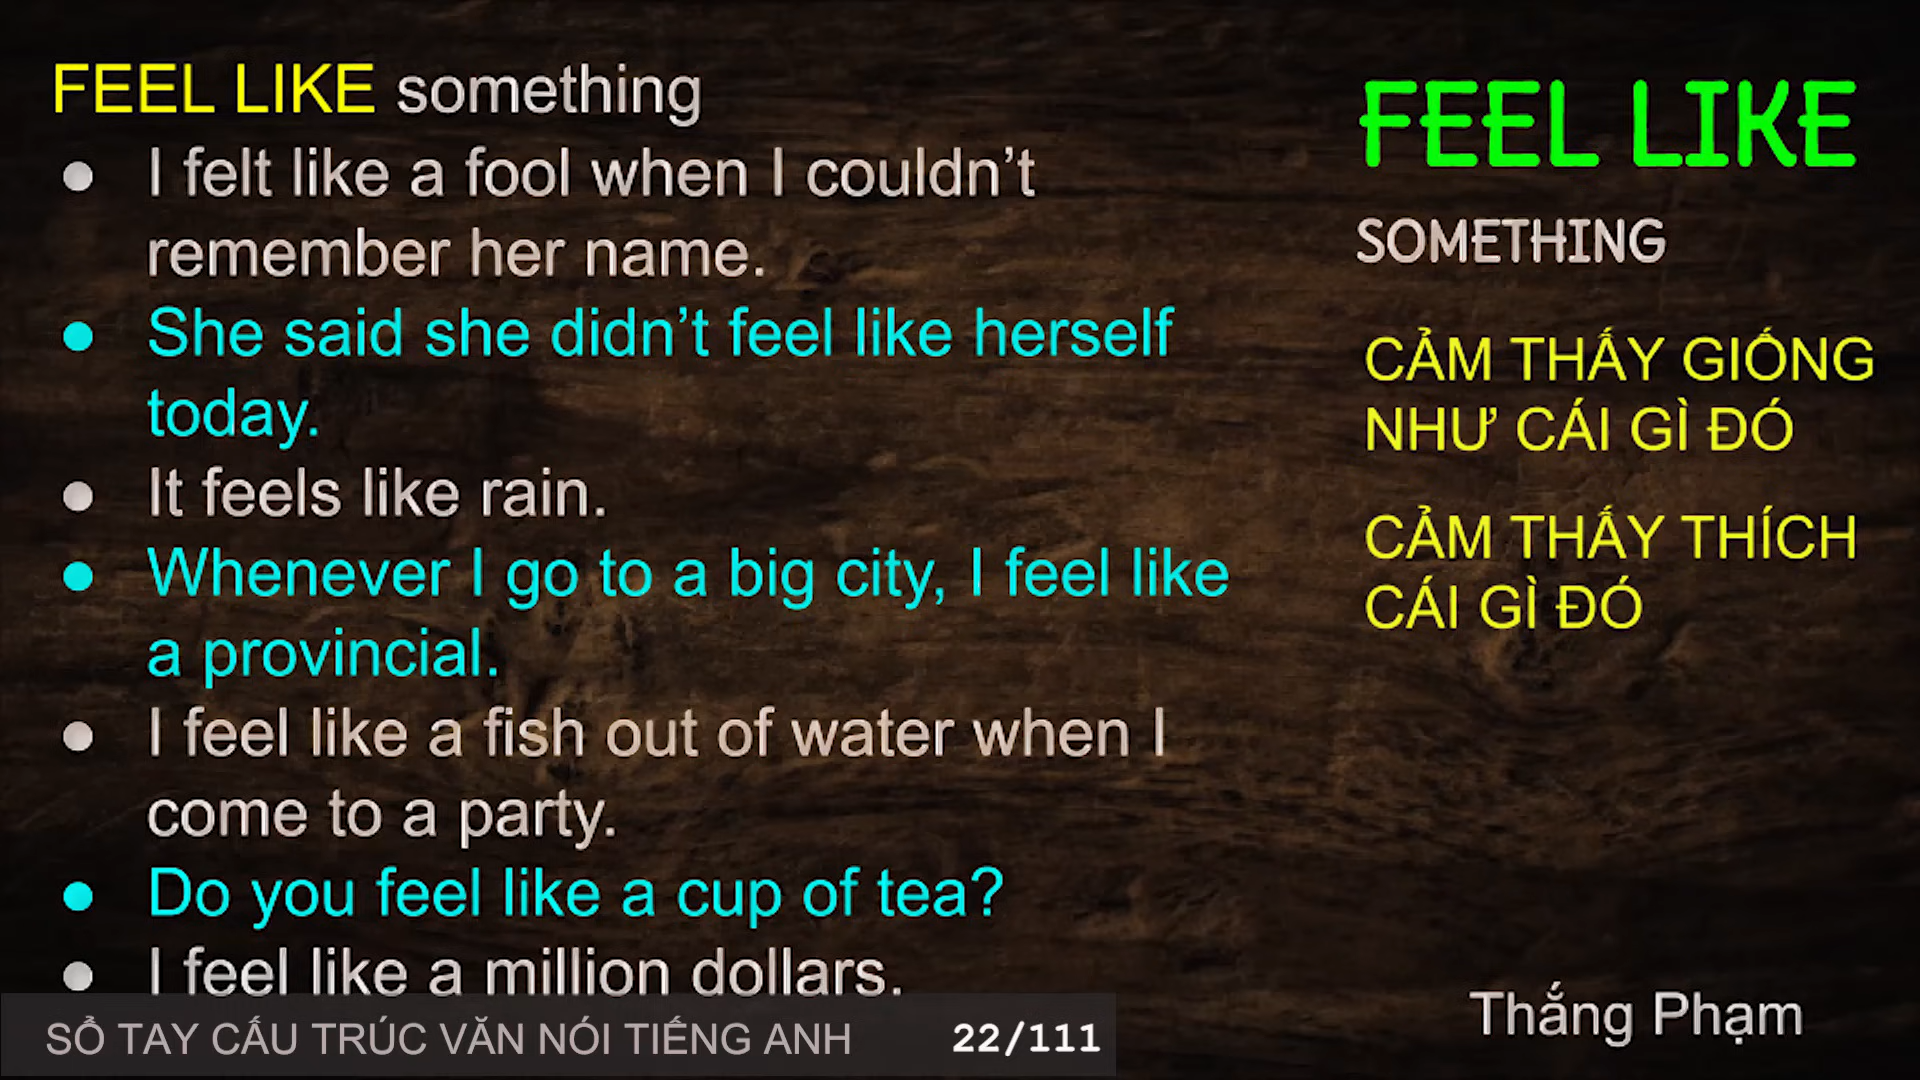 FEEL LIKE something
● I felt like a fool when I couldn’t
remember her name.
● She said she didn’t feel like herself
today.
● It feels like rain.
● Whenever I go to a big city, I feel like
a provincial.
● I feel like a fish out of water when I
come to a party.
● Do you feel like a cup of tea?
● I feel like a million dollars.
SỔ TAY CẤU TRÚC VĂN NÓI TIẾNG ANH 22/111
FEEL LIKE
SOMETHING
CẢM THẤY GIỐNG
NHƯ CÁI GÌ ĐÓ
CẢM THẤY THÍCH
CÁI GÌ ĐÓ
Thắng Phạm